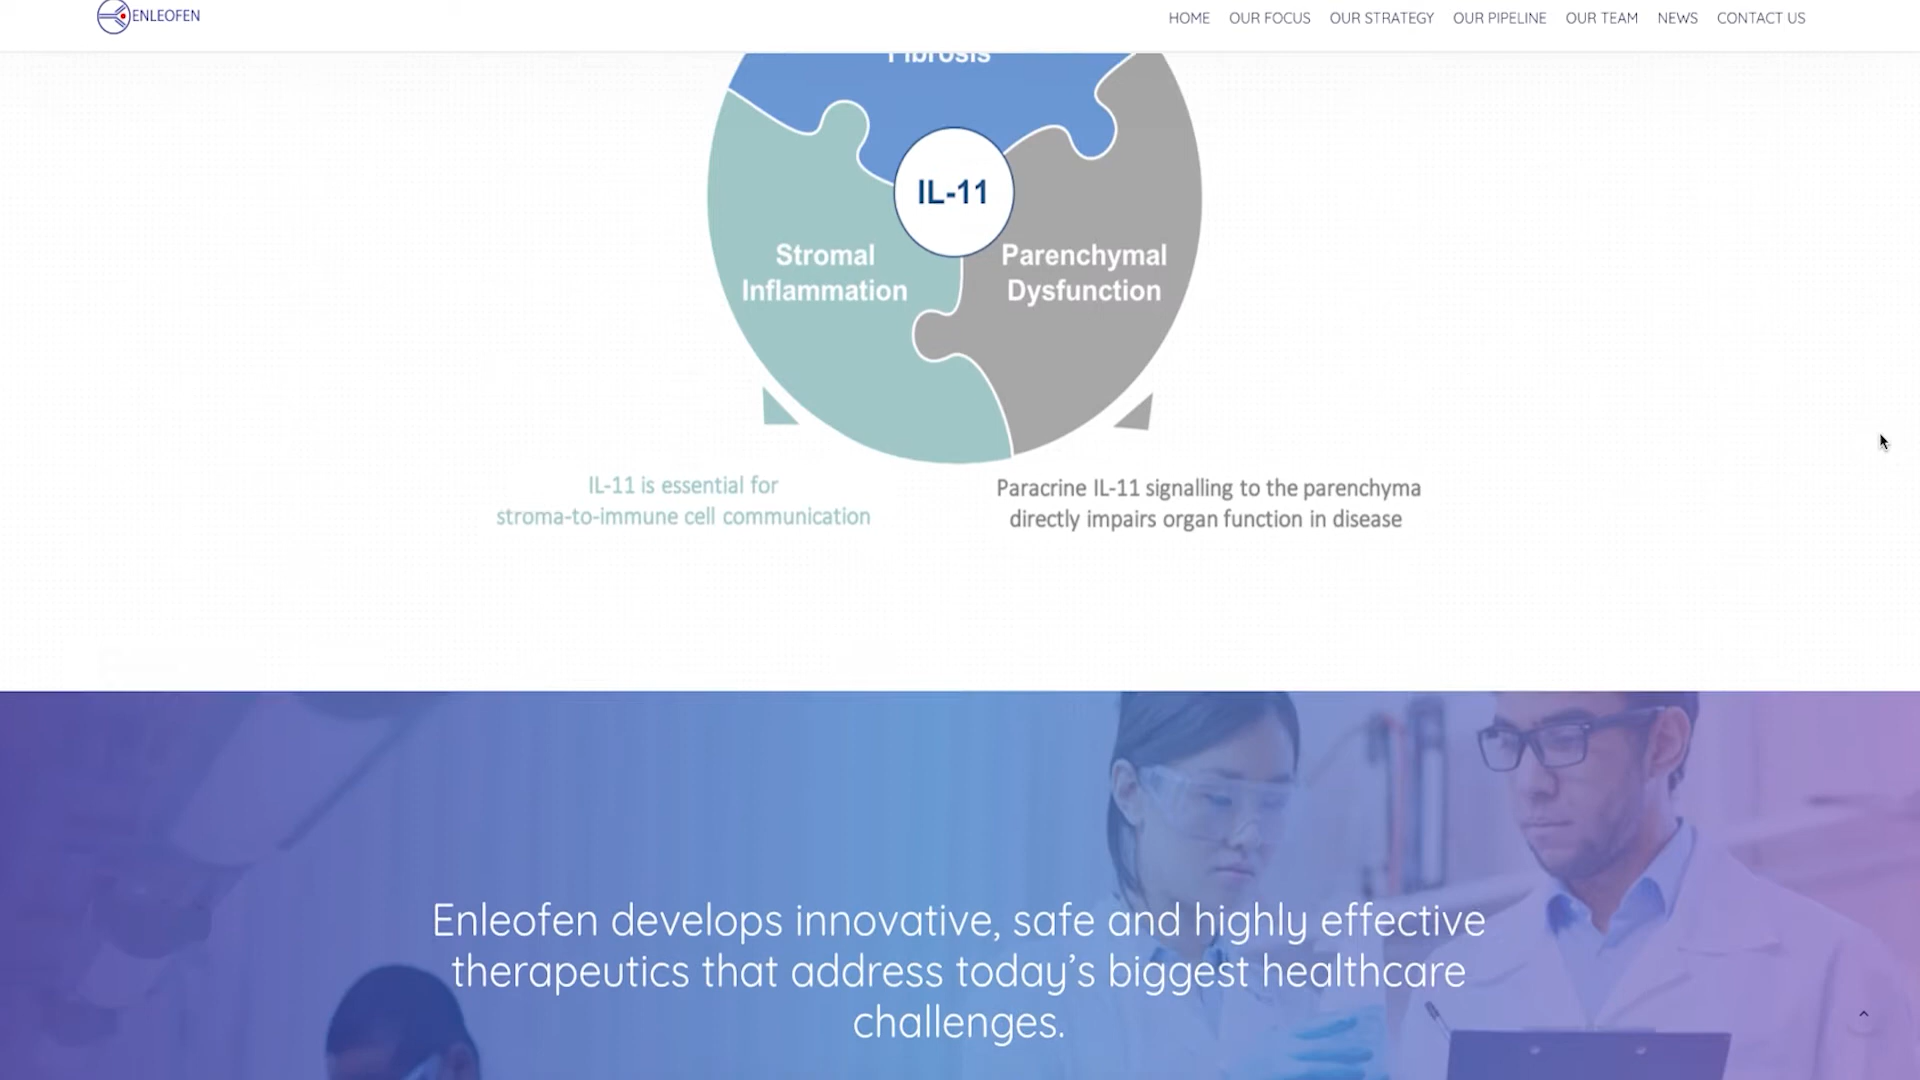 ENLEOFEN
HOME OUR FOCUS OUR STRATEGY OUR PIPELINE OUR TEAM NEWS CONTACT US
Fibrosis
IL-11
Stromal
Inflammation
Parenchymal
Dysfunction
IL-11 is essential for
stroma-to-immune cell communication
Paracrine IL-11 signalling to the parenchyma
directly impairs organ function in disease
Enleofen develops innovative, safe and highly effective
therapeutics that address today’s biggest healthcare
challenges.